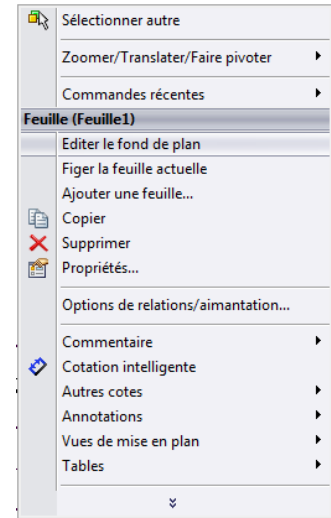 Sélectionner autre
Zoomer/Translater/Faire pivoter
Commandes récentes
Feuille (Feuille1)
Editer le fond de plan
Figer la feuille actuelle
Ajouter une feuille...
Copier
Supprimer
Propriétés...
Options de relations/aimantation...
Commentaire
Cotation intelligente
Autres cotes
Annotations
Vues de mise en plan
Tables